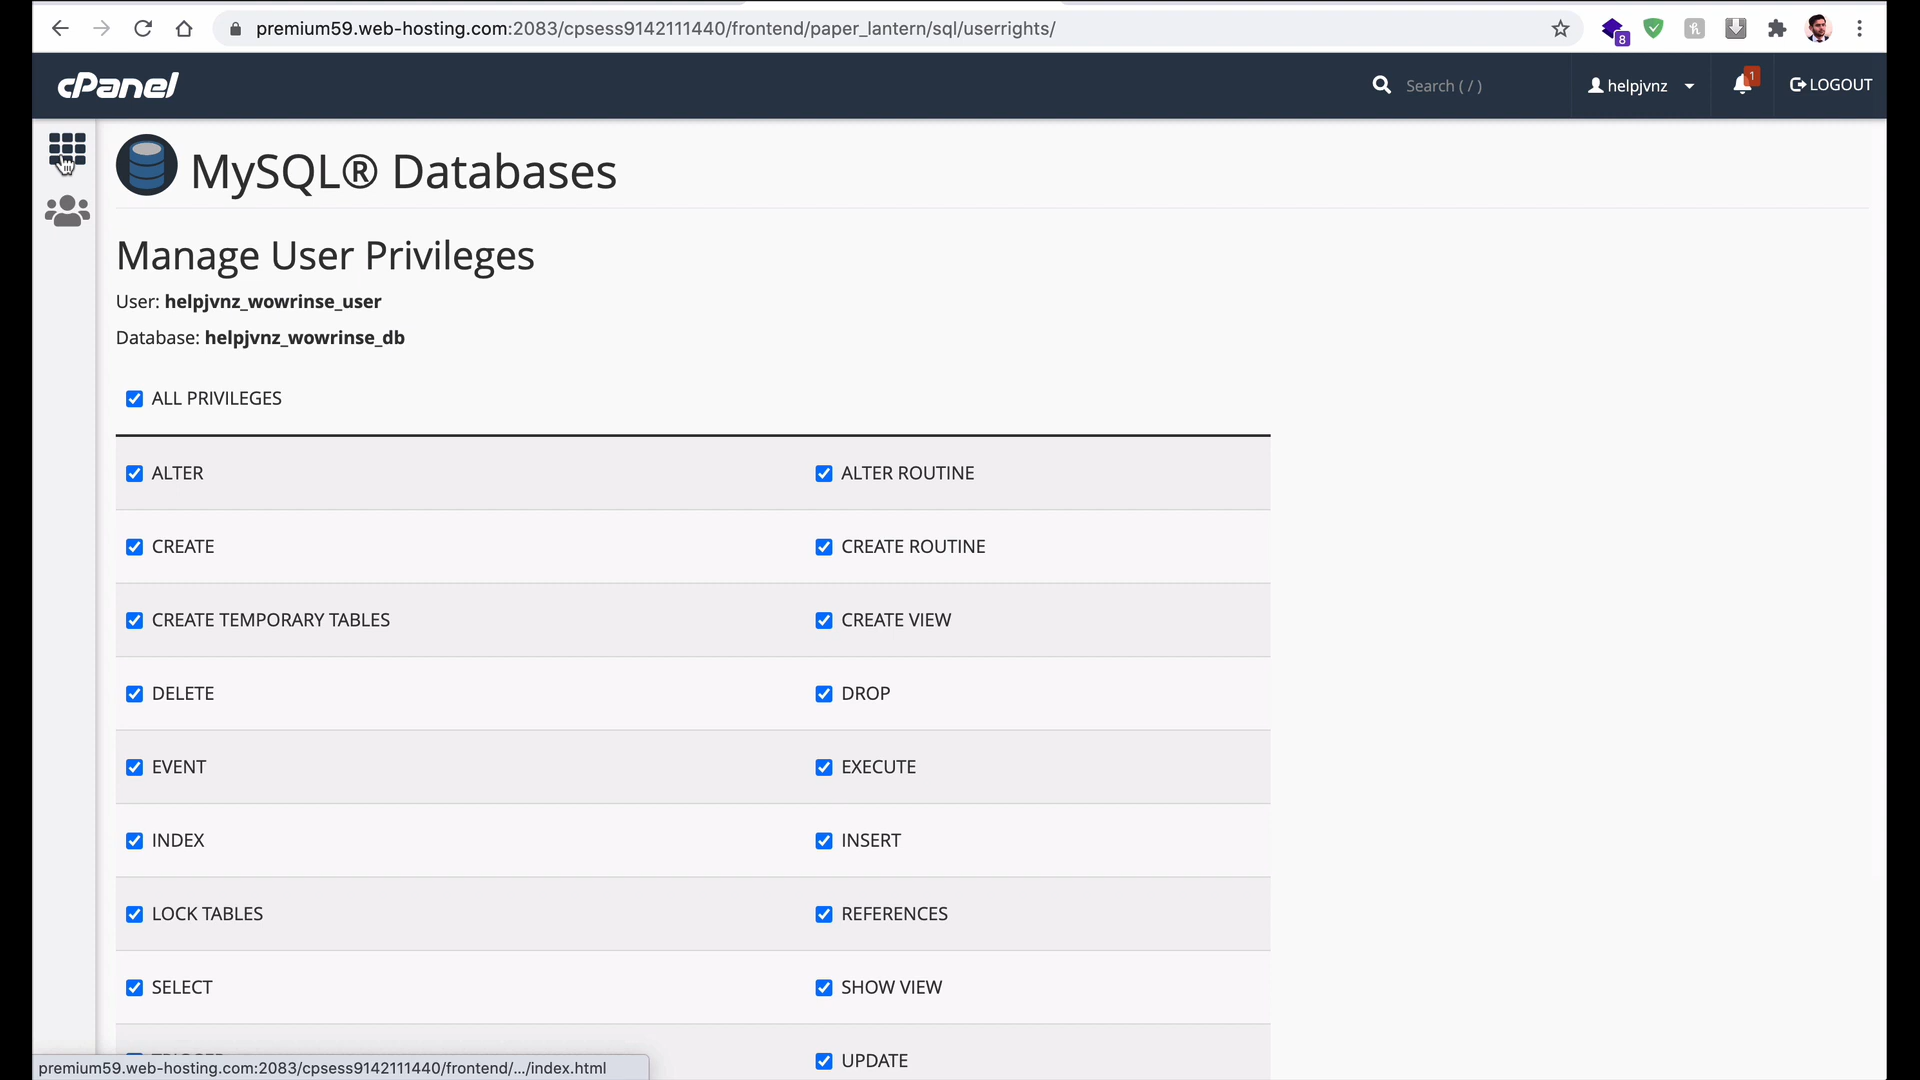 premium59.web-hosting.com:2083/cpsess9142111440/frontend/paper_lantern/sql/userrights/
8
cPanel
Search ( / )
helpjvnz
1
LOGOUT
MySQL® Databases
Manage User Privileges
User: helpjvnz_wowrinse_user
Database: helpjvnz_wowrinse_db
ALL PRIVILEGES
ALTER
ALTER ROUTINE
CREATE
CREATE ROUTINE
CREATE TEMPORARY TABLES
CREATE VIEW
DELETE
DROP
EVENT
EXECUTE
INDEX
INSERT
LOCK TABLES
REFERENCES
SELECT
SHOW VIEW
UPDATE
premium59.web-hosting.com:2083/cpsess9142111440/frontend/.../index.html